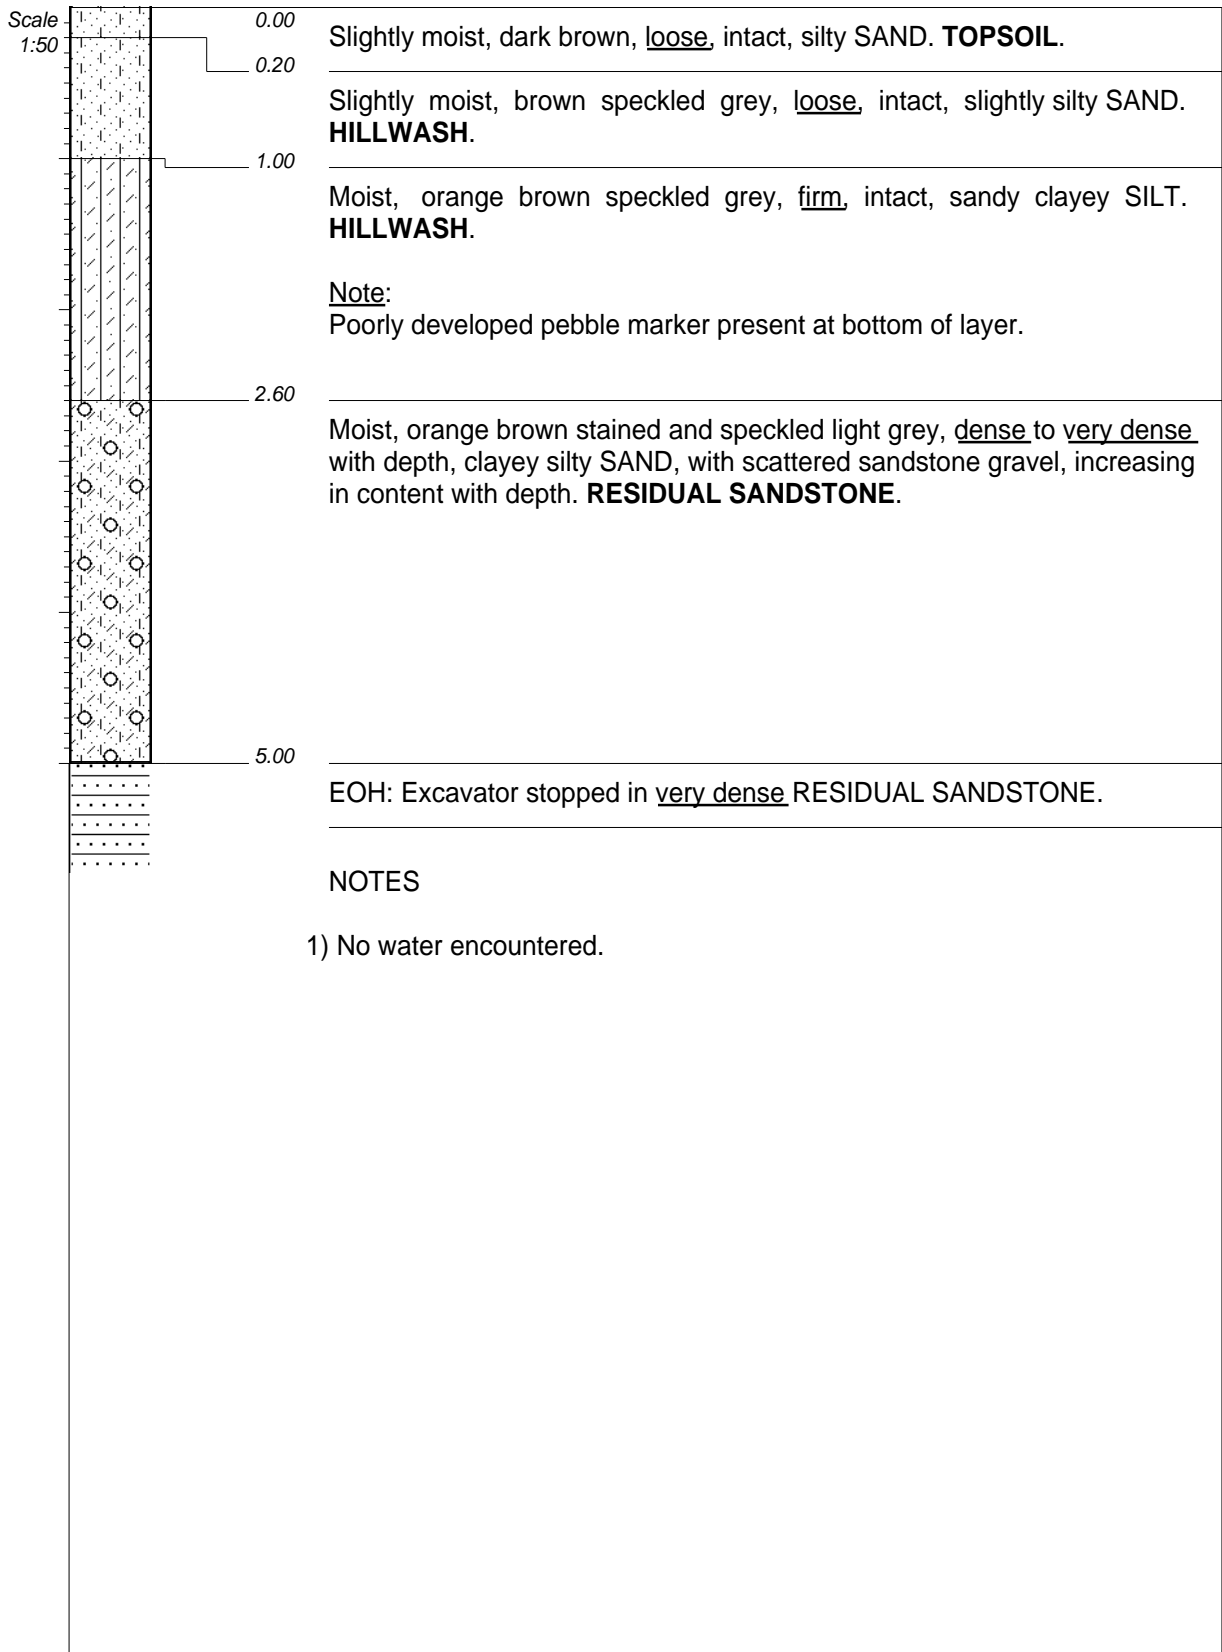 Scale
1:50
0.00
Slightly moist, dark brown, loose, intact, silty SAND. TOPSOIL.
0.20
Slightly moist, brown speckled grey, loose, intact, slightly silty SAND.
HILLWASH.
1.00
Moist, orange brown speckled grey, firm, intact, sandy clayey SILT.
HILLWASH.
Note:
Poorly developed pebble marker present at bottom of layer.
2.60
Moist, orange brown stained and speckled light grey, dense to very dense
with depth, clayey silty SAND, with scattered sandstone gravel, increasing
in content with depth. RESIDUAL SANDSTONE.
5.00
EOH: Excavator stopped in very dense RESIDUAL SANDSTONE.
NOTES
1) No water encountered.